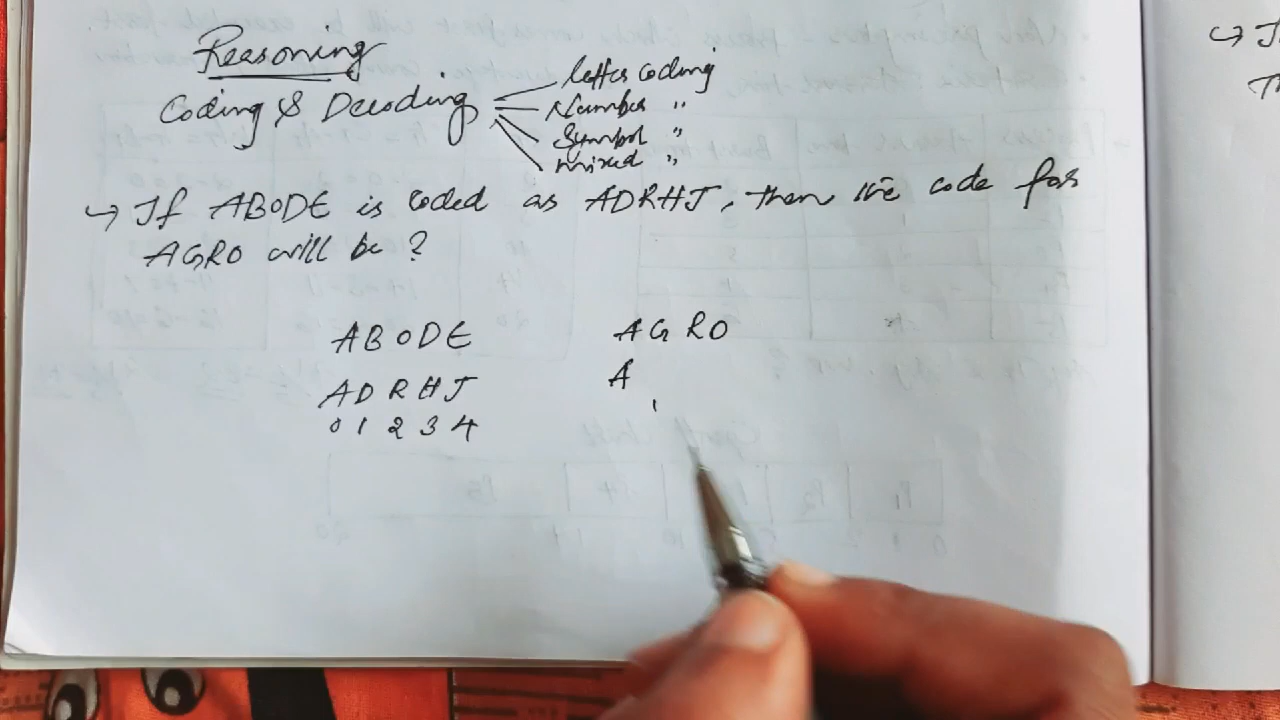 Reasoning
Coding & Decoding
letter coding
Number "
Symbol "
mixed "
↪ If ABODE is coded as ADRHJ, then the code for
AGRO will be ?
ABODE
ADRHJ
0 1 2 3 4
AGRO
A
1